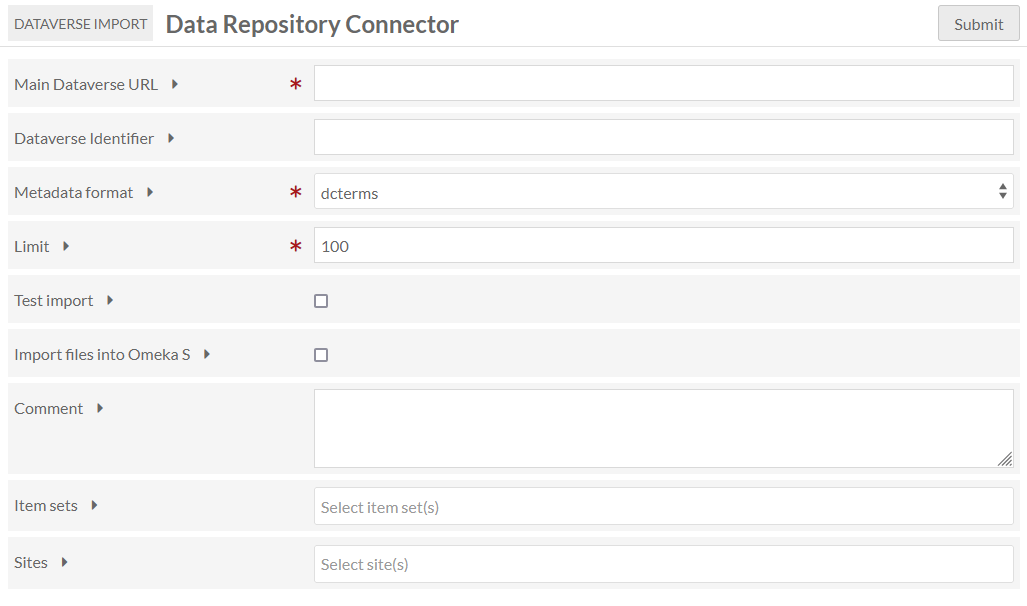 DATAVERSE IMPORT Data Repository Connector Submit
Main Dataverse URL *
Dataverse Identifier
Metadata format * dcterms
Limit * 100
Test import
Import files into Omeka S
Comment
Item sets Select item set(s)
Sites Select site(s)